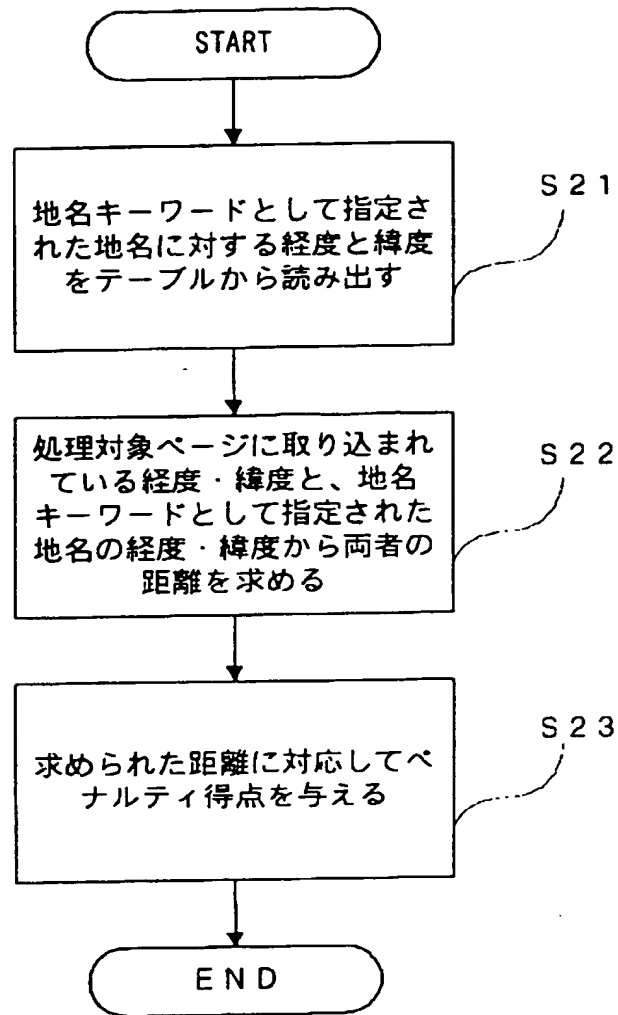 START
地名キーワードとして指定さ
れた地名に対する経度と緯度
をテーブルから読み出す
S21
処理対象ページに取り込まれ
ている経度・緯度と、地名
キーワードとして指定された
地名の経度・緯度から両者の
距離を求める
S22
求められた距離に対応してペ
ナルティ得点を与える
S23
END